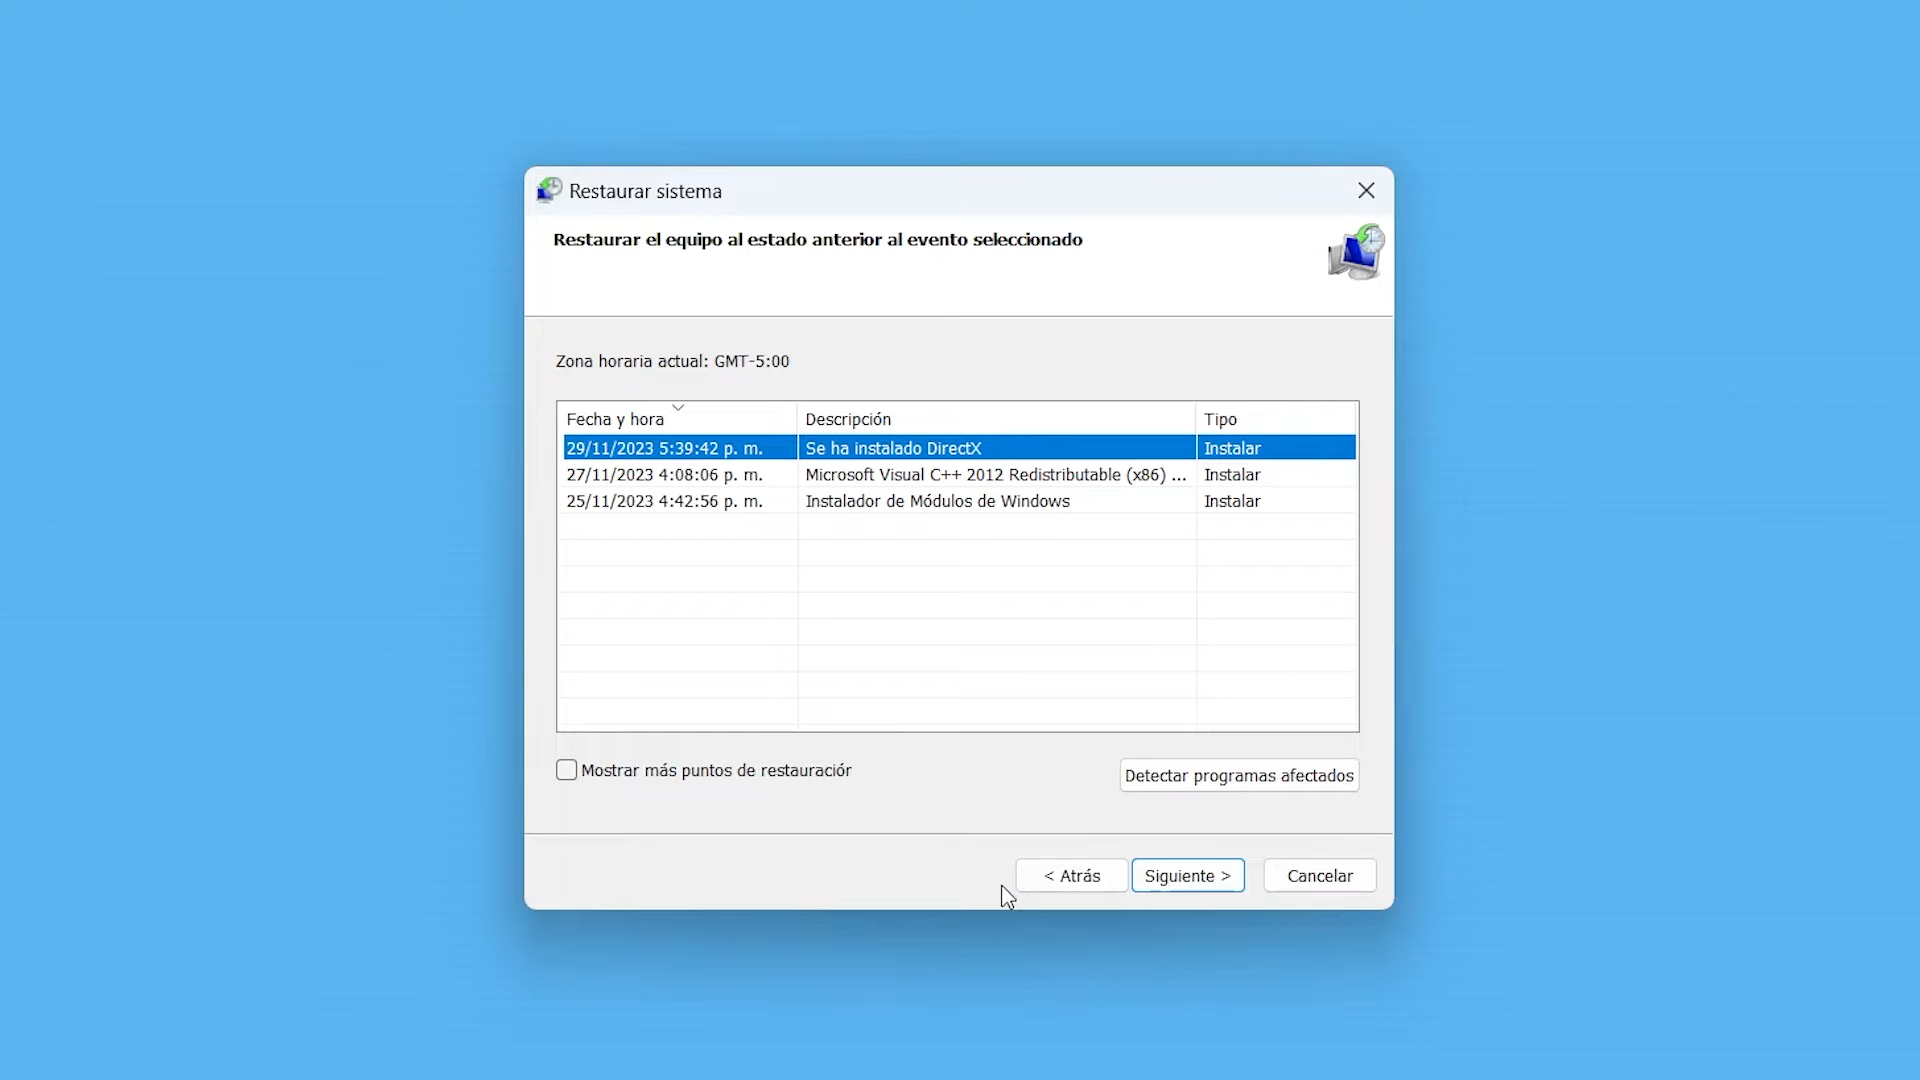 Restaurar sistema
Restaurar el equipo al estado anterior al evento seleccionado
Zona horaria actual: GMT-5:00
Fecha y hora Descripción Tipo
29/11/2023 5:39:42 p. m. Se ha instalado DirectX Instalar
27/11/2023 4:08:06 p. m. Microsoft Visual C++ 2012 Redistributable (x86) ... Instalar
25/11/2023 4:42:56 p. m. Instalador de Módulos de Windows Instalar
Mostrar más puntos de restauraciór
Detectar programas afectados
< Atrás Siguiente > Cancelar